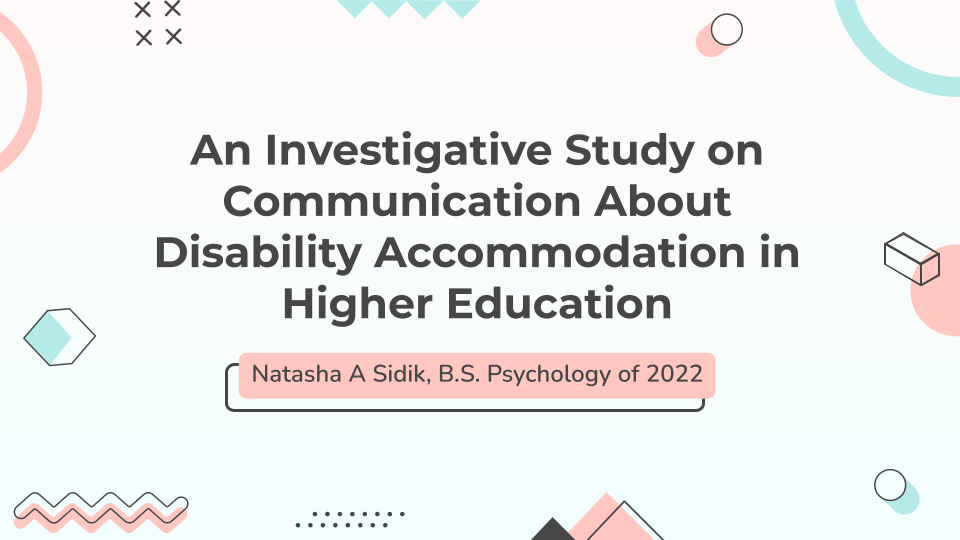 An Investigative Study on
Communication About
Disability Accommodation in
Higher Education
Natasha A Sidik, B.S. Psychology of 2022